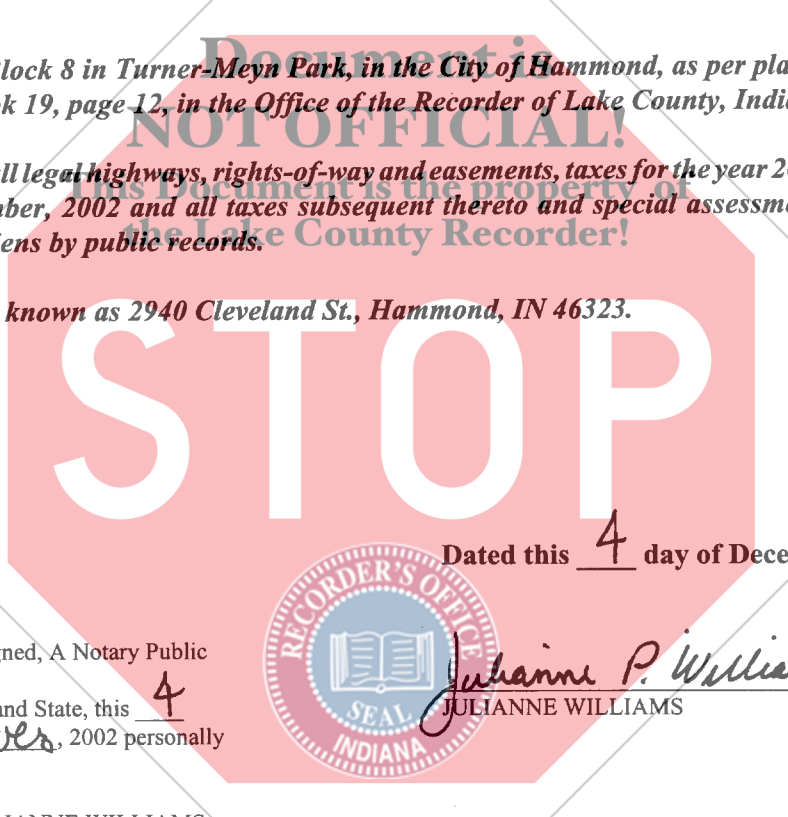 Document is
lock 8 in Turner-Meyn Park, in the City of Hammond, as per pla
k 19, page 12, in the Office of the Recorder of Lake County, Indi
NOT OFFICIAL!
ll legal highways, rights-of-way and easements, taxes for the year 2
This Document is the property of
ber, 2002 and all taxes subsequent thereto and special assessm
the Lake County Recorder!
ens by public records.
known as 2940 Cleveland St., Hammond, IN 46323.
STOP
Dated this 4 day of Dece
RECORDER'S OFFICE
SEAL
INDIANA
ned, A Notary Public
Julianne P. Willia
and State, this 4
JULIANNE WILLIAMS
, 2002 personally
IANNE WILLIAMS